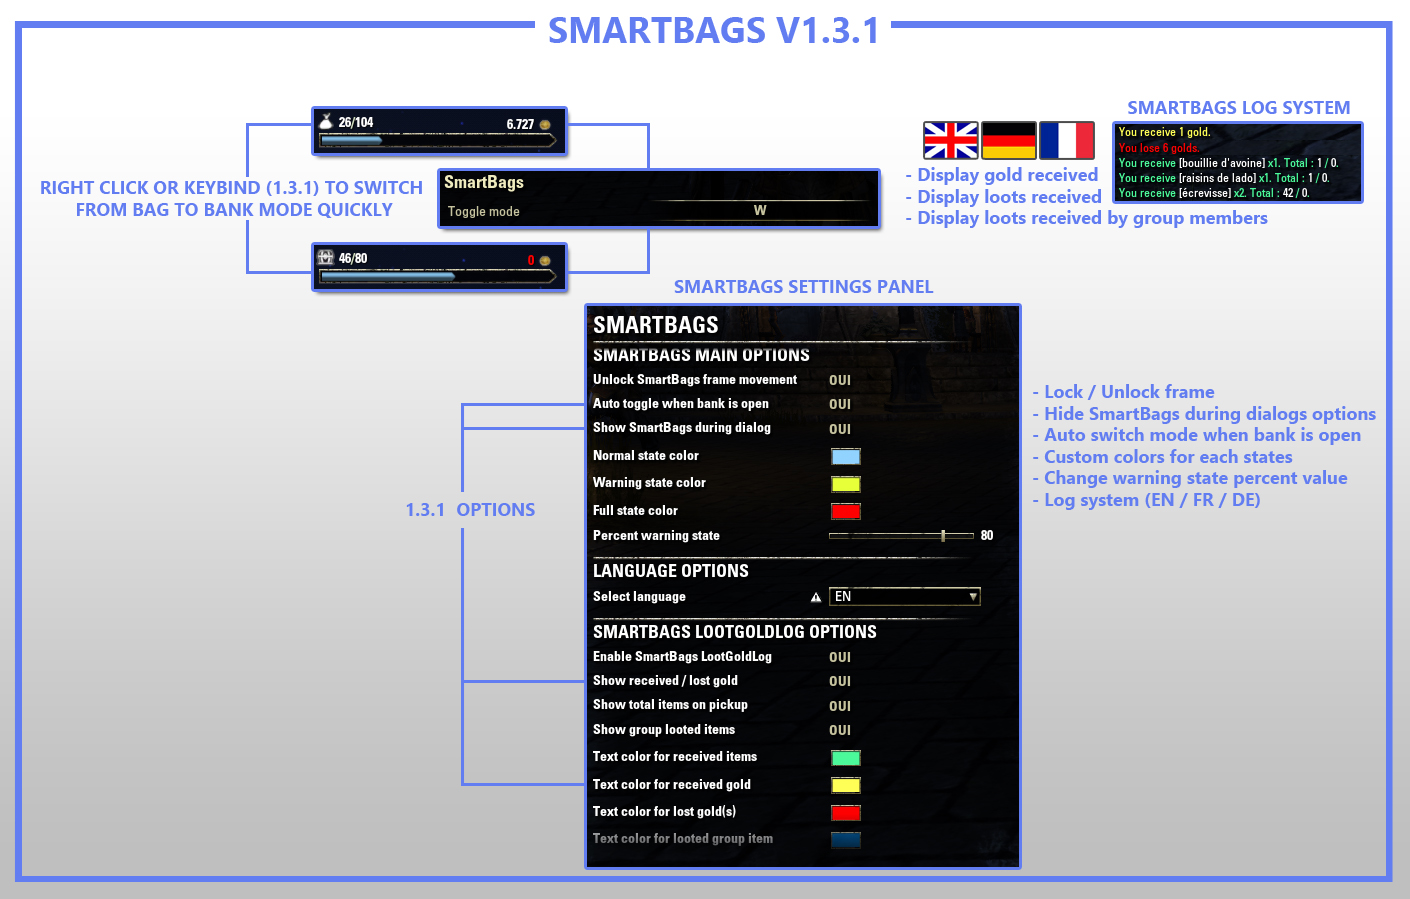 SMARTBAGS V1.3.1
26/104
6.727
RIGHT CLICK OR KEYBIND (1.3.1) TO SWITCH
FROM BAG TO BANK MODE QUICKLY
SmartBags
Toggle mode W
46/80
0
SMARTBAGS LOG SYSTEM
You receive 1 gold.
You lose 6 golds.
You receive [bouillie d'avoine] x1. Total : 1 / 0.
You receive [raisins de lado] x1. Total : 1 / 0.
You receive [écrevisse] x2. Total : 42 / 0.
- Display gold received
- Display loots received
- Display loots received by group members
SMARTBAGS SETTINGS PANEL
SMARTBAGS
SMARTBAGS MAIN OPTIONS
Unlock SmartBags frame movement OUI
Auto toggle when bank is open OUI
Show SmartBags during dialog OUI
Normal state color
Warning state color
Full state color
Percent warning state 80
LANGUAGE OPTIONS
Select language EN
SMARTBAGS LOOTGOLDLOG OPTIONS
Enable SmartBags LootGoldLog OUI
Show received / lost gold OUI
Show total items on pickup OUI
Show group looted items OUI
Text color for received items
Text color for received gold
Text color for lost gold(s)
Text color for looted group item
1.3.1 OPTIONS
- Lock / Unlock frame
- Hide SmartBags during dialogs options
- Auto switch mode when bank is open
- Custom colors for each states
- Change warning state percent value
- Log system (EN / FR / DE)